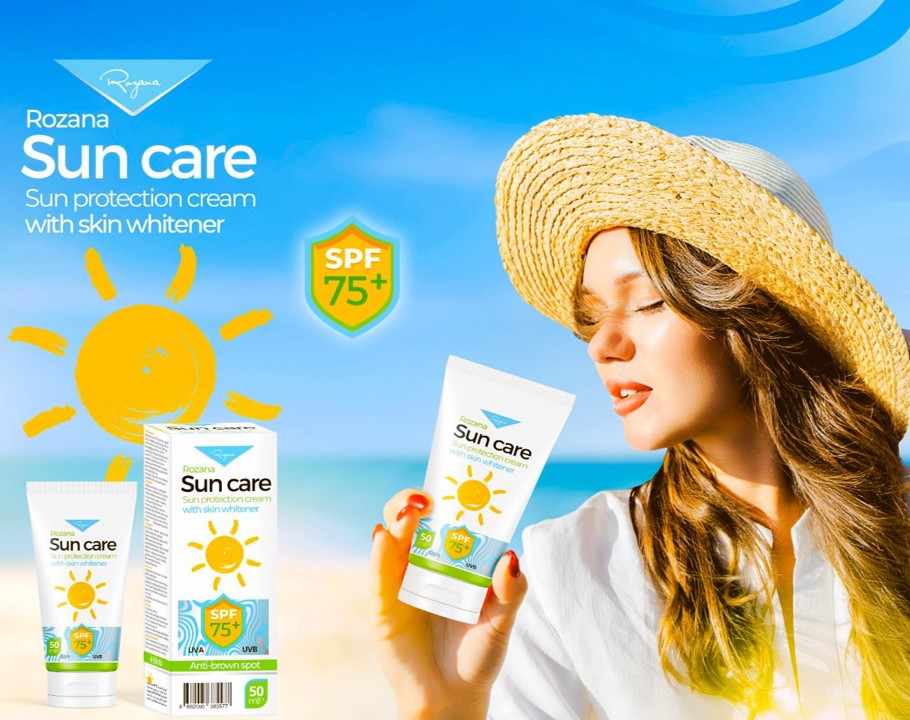 Rozana
Rozana
Sun care
Sun protection cream
with skin whitener
SPF
75+
Rozana
Sun care
Sun protection cream
with skin whitener
SPF
75+
50
UVB
Sun care
Rozana
Sun care
Sun protection cream
with skin whitener
SPF
75+
UVA UVB
Anti-brown spot
50
ml
Rozana
Sun care
Sun protection cream
with skin whitener
SPF
75+
50
UVB